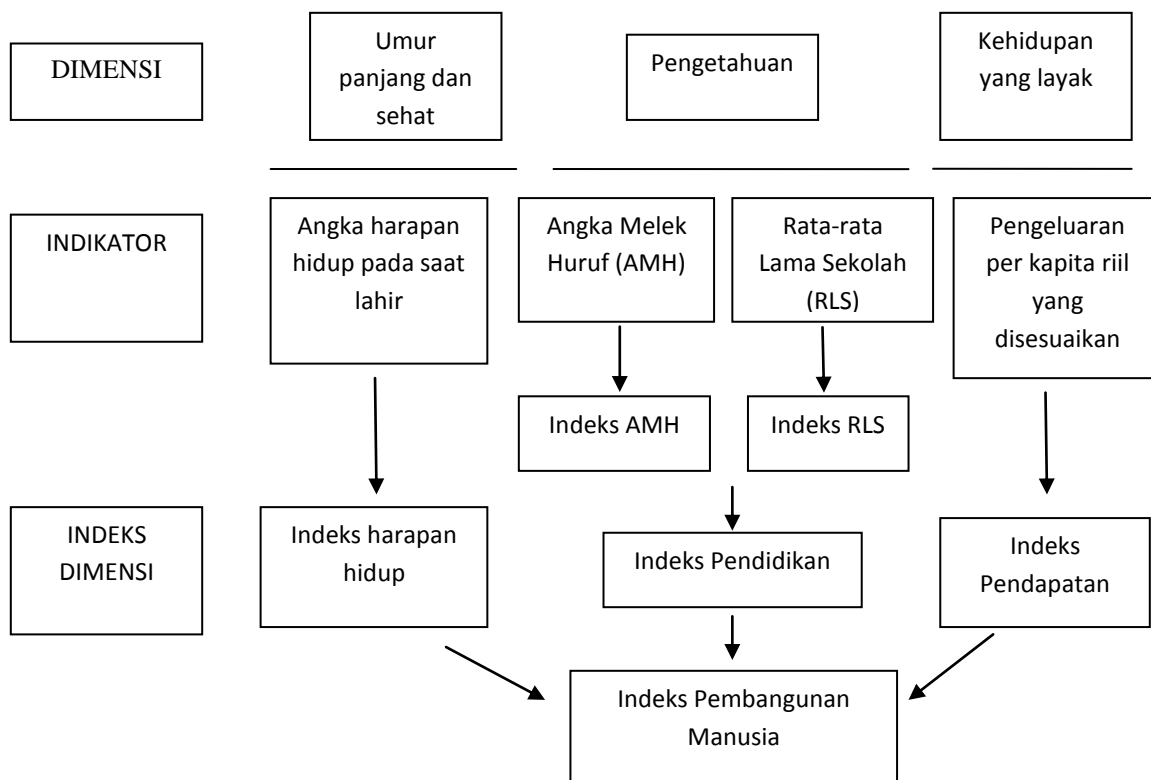 DIMENSI
Umur
panjang dan
sehat
Pengetahuan
Kehidupan
yang layak
INDIKATOR
Angka harapan
hidup pada saat
lahir
Angka Melek
Huruf (AMH)
Rata-rata
Lama Sekolah
(RLS)
Pengeluaran
per kapita riil
yang
disesuaikan
Indeks AMH
Indeks RLS
INDEKS
DIMENSI
Indeks harapan
hidup
Indeks Pendidikan
Indeks
Pendapatan
Indeks Pembangunan
Manusia